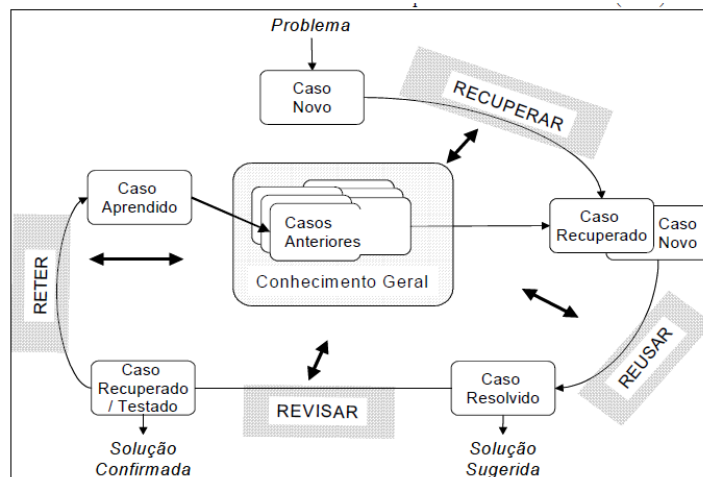 Problema
Caso
Novo
RECUPERAR
Caso
Aprendido
Casos
Anteriores
Conhecimento Geral
Caso
Recuperado
Caso
Novo
RETER
REUSAR
Caso
Recuperado
/ Testado
REVISAR
Caso
Resolvido
Solução
Confirmada
Solução
Sugerida